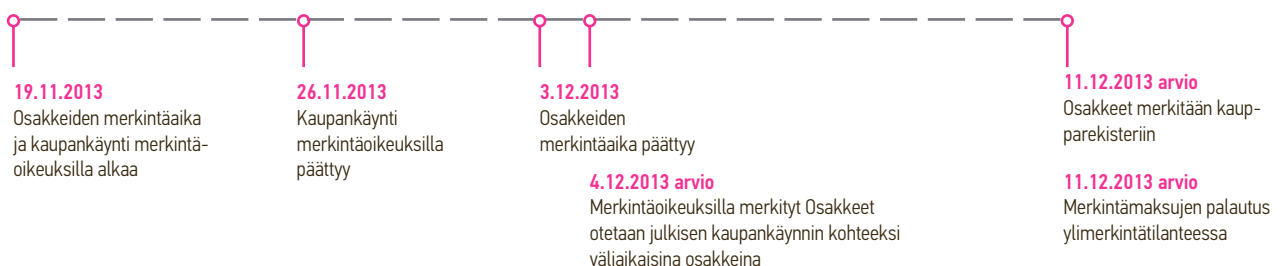 19.11.2013
Osakkeiden merkintäaika
ja kaupankäynti merkintä-
oikeuksilla alkaa
26.11.2013
Kaupankäynti
merkintäoikeuksilla
päättyy
3.12.2013
Osakkeiden
merkintäaika päättyy
4.12.2013 arvio
Merkintäoikeuksilla merkityt Osakkeet
otetaan julkisen kaupankäynnin kohteeksi
väliaikaisina osakkeina
11.12.2013 arvio
Osakkeet merkitään kaup-
parekisteriin
11.12.2013 arvio
Merkintämaksujen palautus
ylimerkintätilanteessa